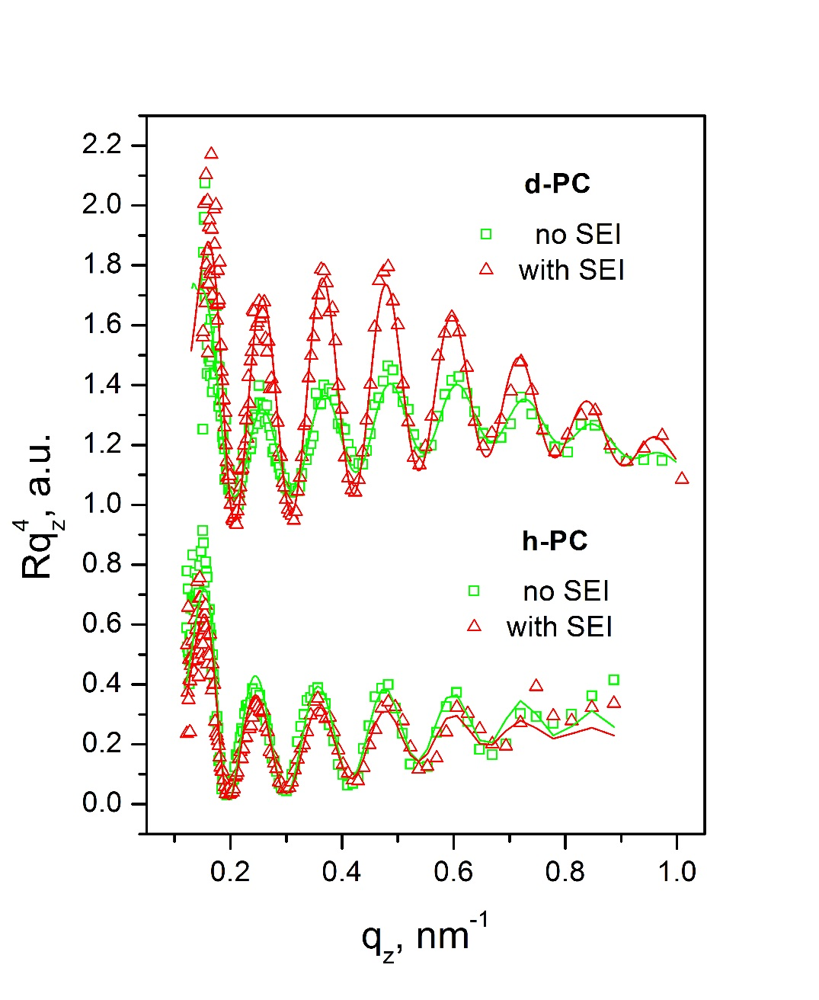 2.2
2.0
1.8
1.6
1.4
1.2
1.0
0.8
0.6
0.4
0.2
0.0
Rq_z^4, a.u.
d-PC
no SEI
with SEI
h-PC
no SEI
with SEI
0.2 0.4 0.6 0.8 1.0
q_z, nm^-1